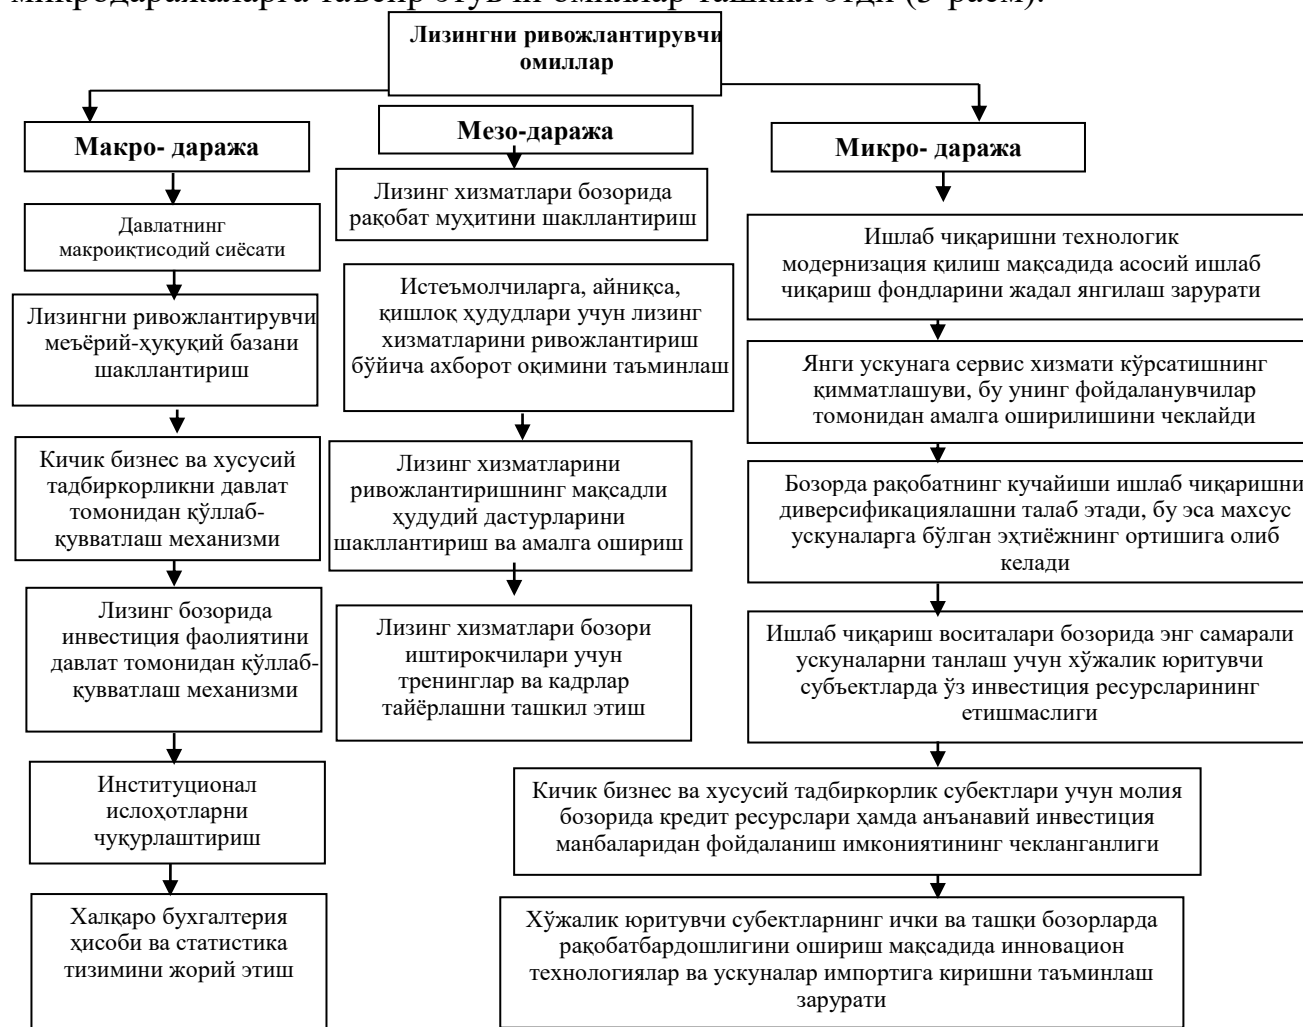 микродаражаларга таъсир этувчи омиллар ташкил этди (3-расм).
Лизингни ривожлантирувчи
омиллар
Макро- даража
Давлатнинг
макроиқтисодий сиёсати
Лизингни ривожлантирувчи
меъёрий-ҳуқуқий базани
шакллантириш
Кичик бизнес ва хусусий
тадбиркорликни давлат
томонидан қўллаб-
қувватлаш механизми
Лизинг бозорида
инвестиция фаолиятини
давлат томонидан қўллаб-
қувватлаш механизми
Институционал
ислоҳотларни
чуқурлаштириш
Халқаро бухгалтерия
ҳисоби ва статистика
тизимини жорий этиш
Мезо-даража
Лизинг хизматлари бозорида
рақобат муҳитини шакллантириш
Истеъмолчиларга, айниқса,
қишлоқ ҳудудлари учун лизинг
хизматларини ривожлантириш
бўйича ахборот оқимини таъминлаш
Лизинг хизматларини
ривожлантиришнинг мақсадли
ҳудудий дастурларини
шакллантириш ва амалга ошириш
Лизинг хизматлари бозори
иштирокчилари учун
тренинглар ва кадрлар
тайёрлашни ташкил этиш
Микро- даража
Ишлаб чиқаришни технологик
модернизация қилиш мақсадида асосий ишлаб
чиқариш фондларини жадал янгилаш зарурати
Янги ускунага сервис хизмати кўрсатишнинг
қимматлашуви, бу унинг фойдаланувчилар
томонидан амалга оширилишини чеклайди
Бозорда рақобатнинг кучайиши ишлаб чиқаришни
диверсификациялашни талаб этади, бу эса махсус
ускуналарга бўлган эҳтиёжнинг ортишига олиб
келади
Ишлаб чиқариш воситалари бозорида энг самарали
ускуналарни танлаш учун хўжалик юритувчи
субъектларда ўз инвестиция ресурсларининг
етишмаслиги
Кичик бизнес ва хусусий тадбиркорлик субектлари учун молия
бозорида кредит ресурслари ҳамда анъанавий инвестиция
манбаларидан фойдаланиш имкониятининг чекланганлиги
Хўжалик юритувчи субектларнинг ички ва ташқи бозорларда
рақобатбардошлигини ошириш мақсадида инновацион
технологиялар ва ускуналар импортига киришни таъминлаш
зарурати